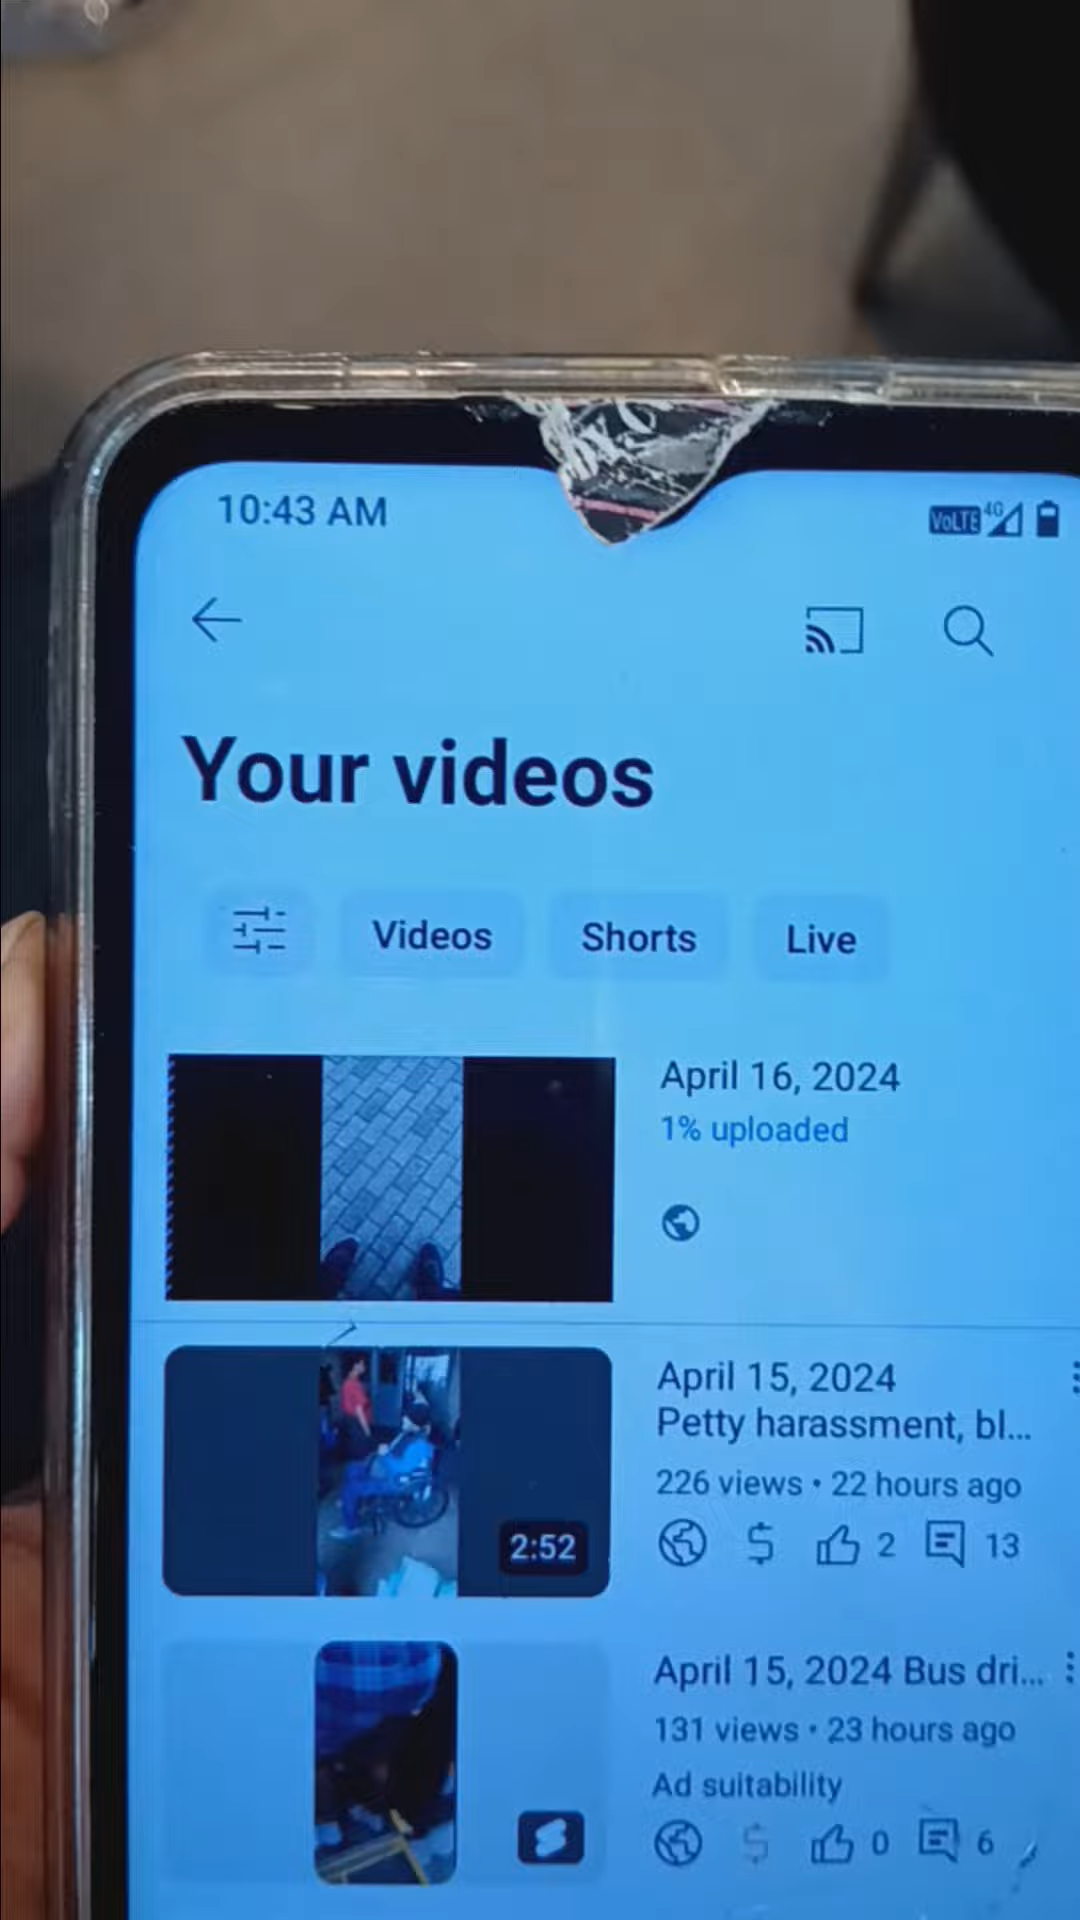 10:43 AM
VoLTE 4G
Your videos
Videos Shorts Live
April 16, 2024
1% uploaded
April 15, 2024
Petty harassment, bl...
226 views • 22 hours ago
2 13
2:52
April 15, 2024 Bus dri...
131 views • 23 hours ago
Ad suitability
0 6